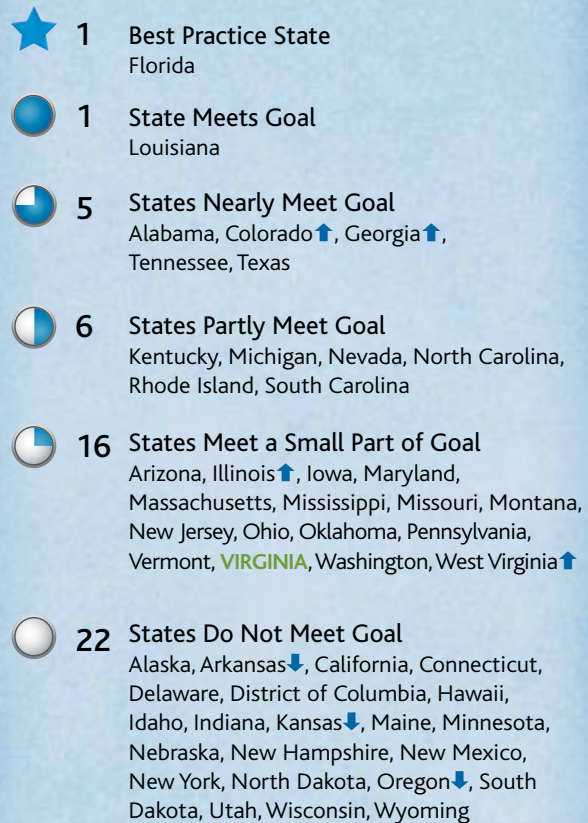 1 Best Practice State
Florida
1 State Meets Goal
Louisiana
5 States Nearly Meet Goal
Alabama, Colorado⬆, Georgia⬆,
Tennessee, Texas
6 States Partly Meet Goal
Kentucky, Michigan, Nevada, North Carolina,
Rhode Island, South Carolina
16 States Meet a Small Part of Goal
Arizona, Illinois⬆, Iowa, Maryland,
Massachusetts, Mississippi, Missouri, Montana,
New Jersey, Ohio, Oklahoma, Pennsylvania,
Vermont, VIRGINIA, Washington, West Virginia⬆
22 States Do Not Meet Goal
Alaska, Arkansas⬇, California, Connecticut,
Delaware, District of Columbia, Hawaii,
Idaho, Indiana, Kansas⬇, Maine, Minnesota,
Nebraska, New Hampshire, New Mexico,
New York, North Dakota, Oregon⬇, South
Dakota, Utah, Wisconsin, Wyoming